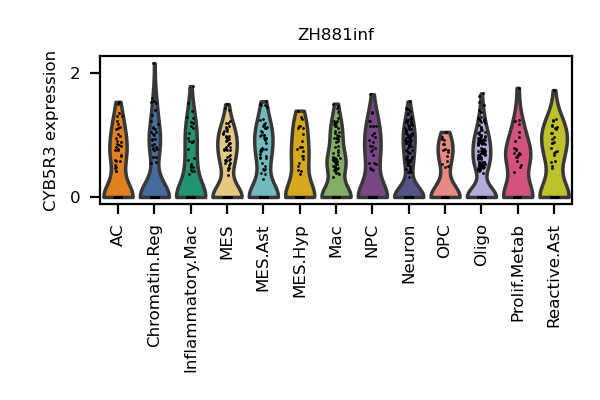 ZH881inf
CYB5R3 expression
2
0
AC
Chromatin.Reg
Inflammatory.Mac
MES
MES.Ast
MES.Hyp
Mac
NPC
Neuron
OPC
Oligo
Prolif.Metab
Reactive.Ast